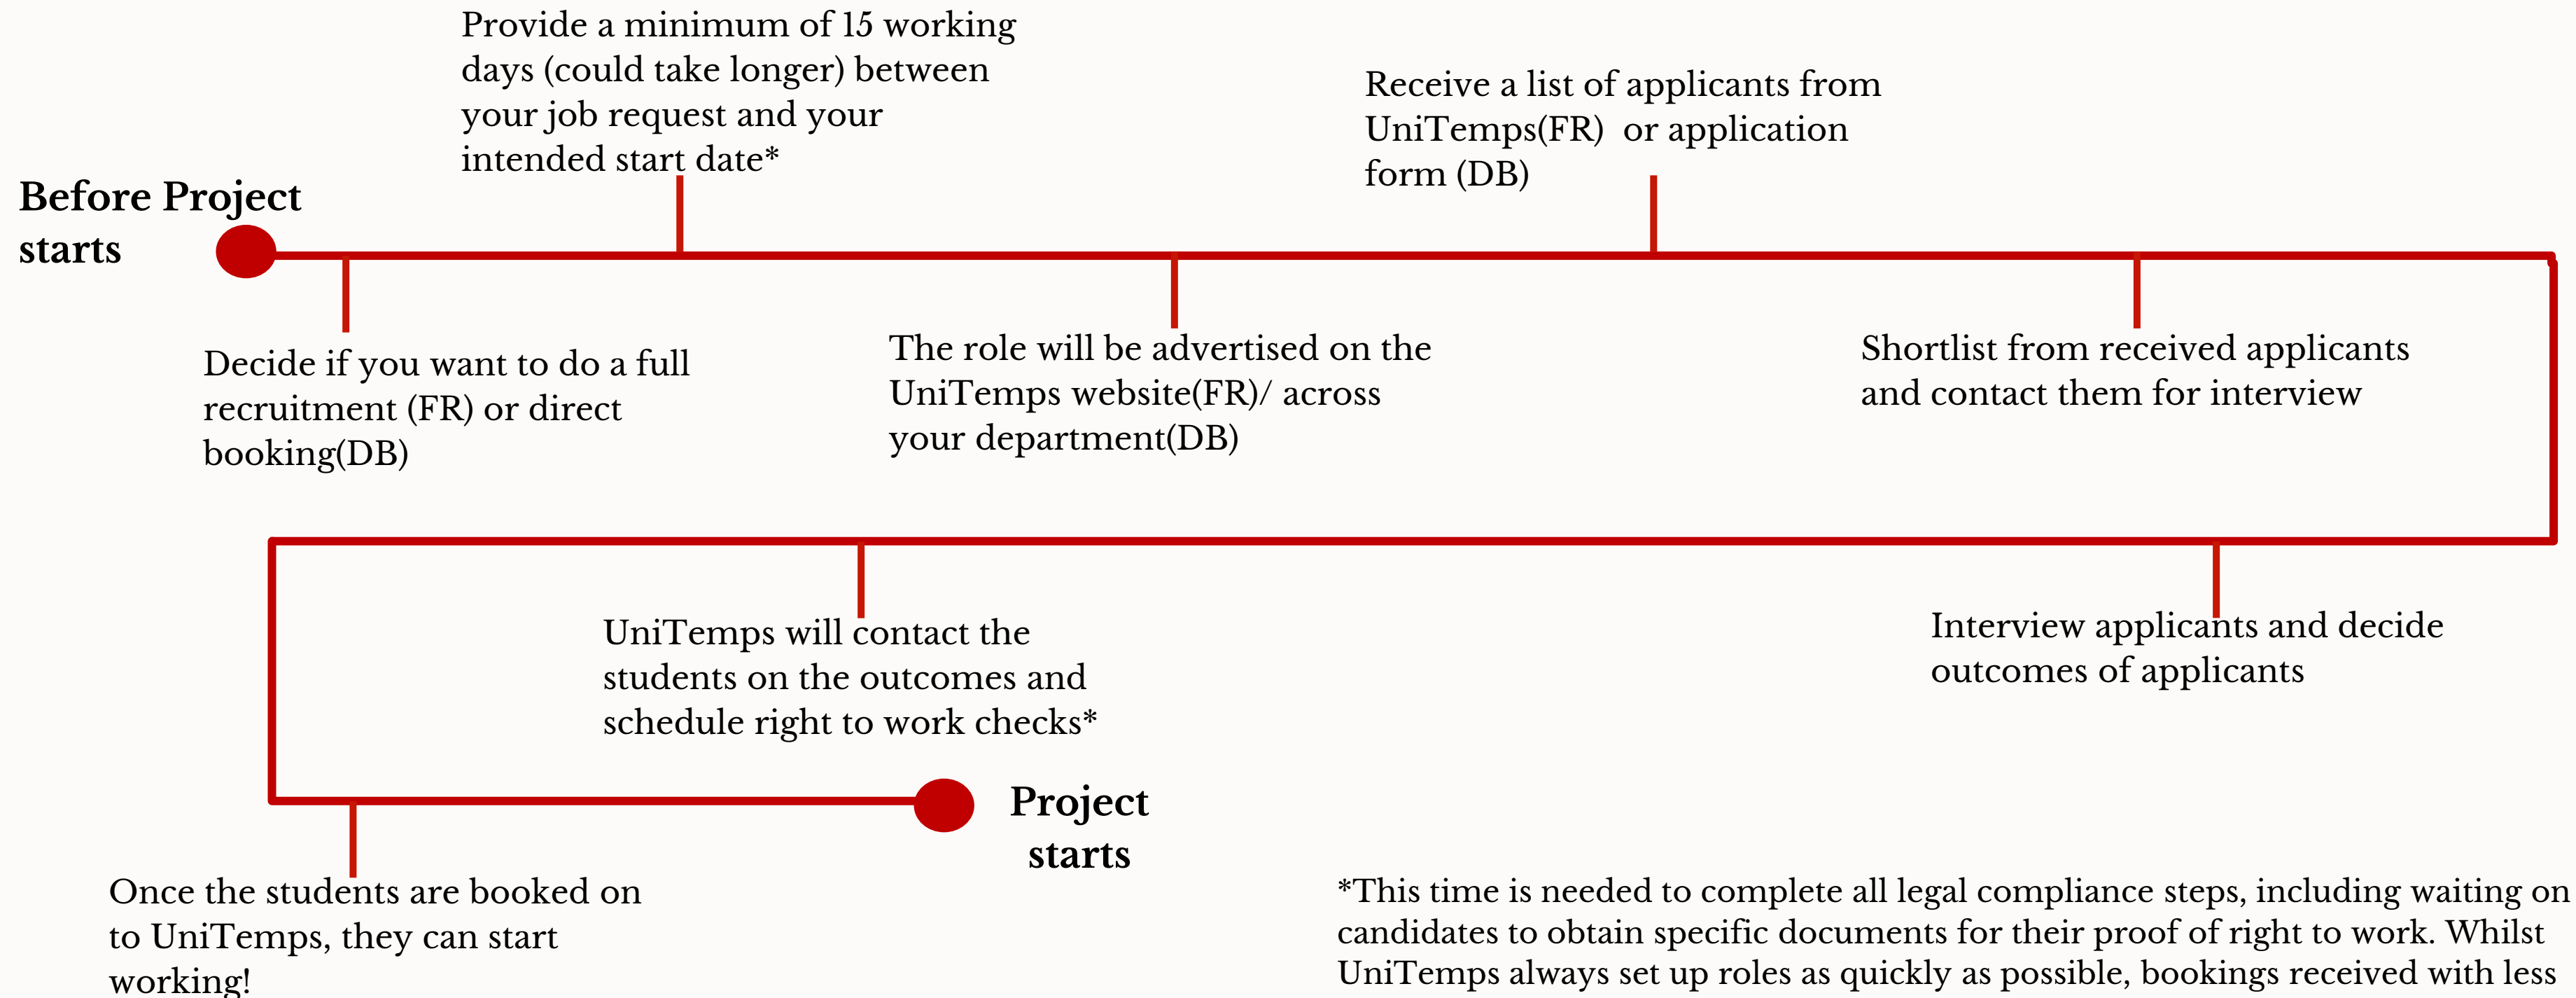 Before Project
starts
Decide if you want to do a full
recruitment (FR) or direct
booking(DB)
Provide a minimum of 15 working
days (could take longer) between
your job request and your
intended start date*
The role will be advertised on the
UniTemps website(FR)/ across
your department(DB)
Receive a list of applicants from
UniTemps(FR)  or application
form (DB)
Shortlist from received applicants
and contact them for interview
Interview applicants and decide
outcomes of applicants
UniTemps will contact the
students on the outcomes and
schedule right to work checks*
Once the students are booked on
to UniTemps, they can start
working!
Project
starts
*This time is needed to complete all legal compliance steps, including waiting on
candidates to obtain specific documents for their proof of right to work. Whilst
UniTemps always set up roles as quickly as possible, bookings received with less